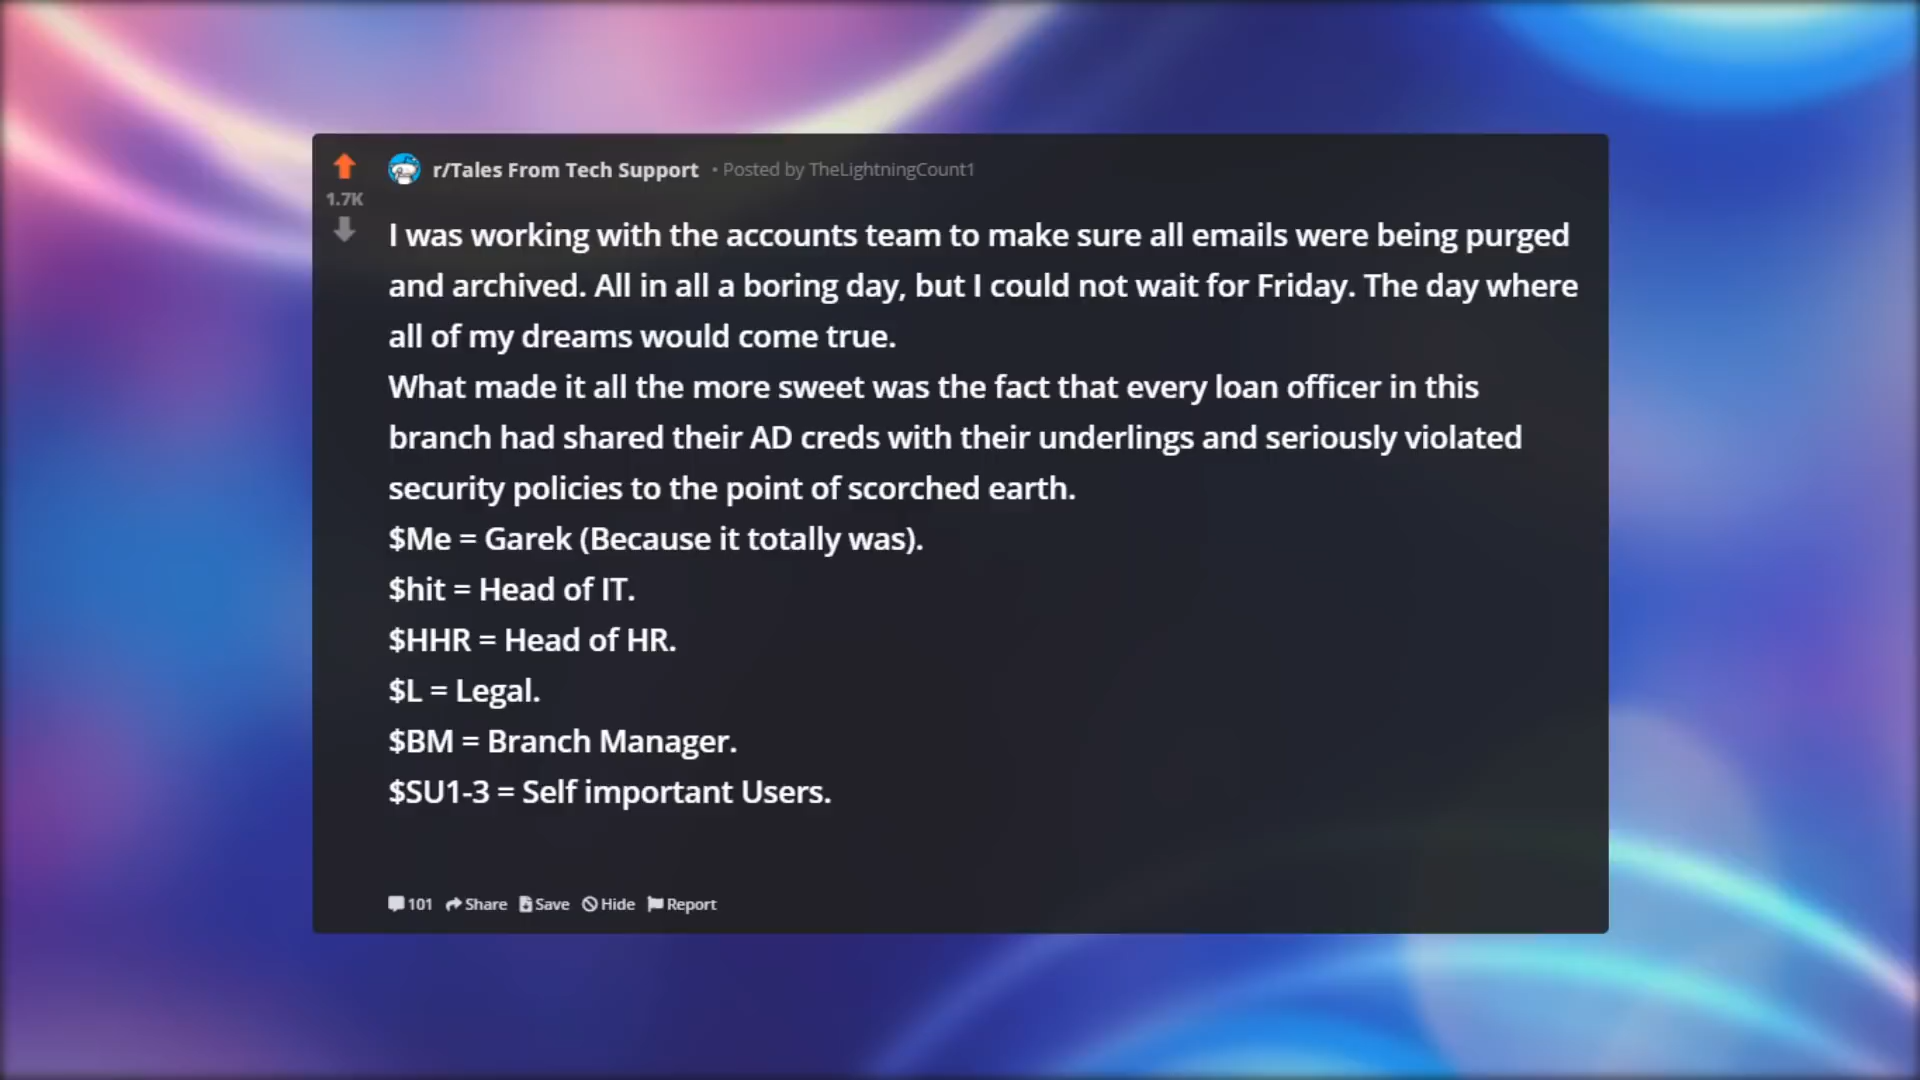 r/Tales From Tech Support • Posted by TheLightningCount1
1.7K
I was working with the accounts team to make sure all emails were being purged
and archived. All in all a boring day, but I could not wait for Friday. The day where
all of my dreams would come true.
What made it all the more sweet was the fact that every loan officer in this
branch had shared their AD creds with their underlings and seriously violated
security policies to the point of scorched earth.
$Me = Garek (Because it totally was).
$hit = Head of IT.
$HHR = Head of HR.
$L = Legal.
$BM = Branch Manager.
$SU1-3 = Self important Users.
101 Share Save Hide Report